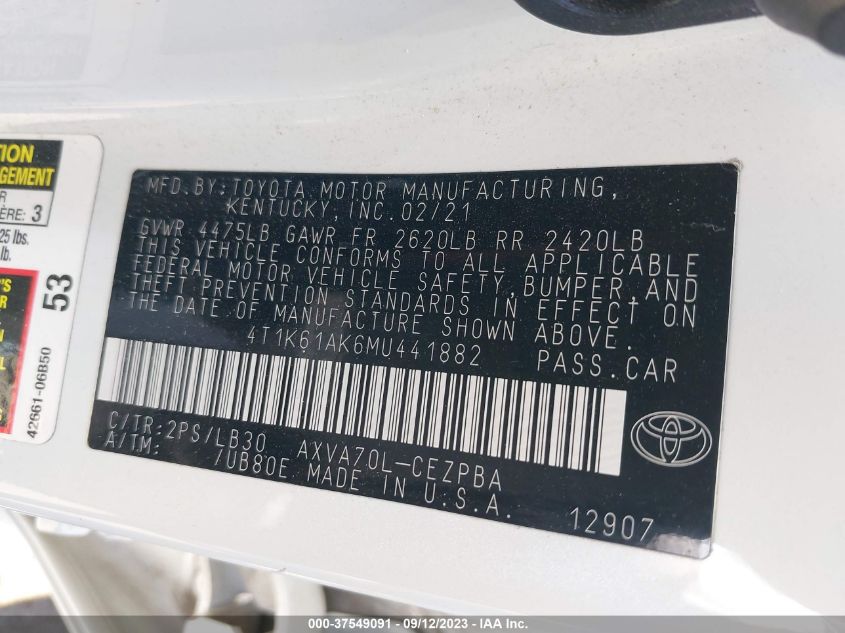 TION
GEMENT
R
ÈRE: 3
25 lbs.
lb.
53
'S
R
N
L
S
42661-06B50
MFD. BY: TOYOTA MOTOR MANUFACTURING,
KENTUCKY, INC. 02/21
GVWR 4475LB GAWR FR 2620LB RR 2420LB
THIS VEHICLE CONFORMS TO ALL APPLICABLE
FEDERAL MOTOR VEHICLE SAFETY, BUMPER, AND
THEFT PREVENTION STANDARDS IN EFFECT ON
THE DATE OF MANUFACTURE SHOWN ABOVE.
4T1K61AK6MU441882 PASS. CAR
C/TR: 2PS/LB30 AXVA70L-CEZPBA
A/TM: /UB80E MADE IN U.S.A.
12907
000-37549091 - 09/12/2023 - IAA Inc.